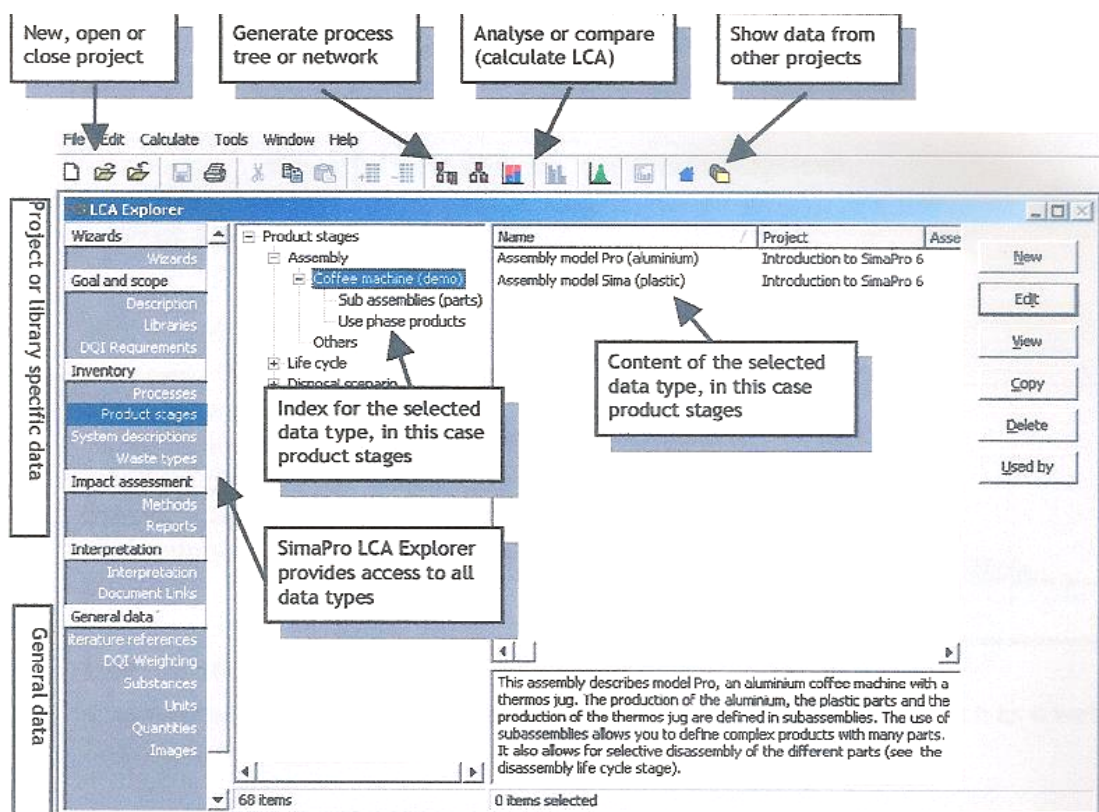 New, open or
close project
Generate process
tree or network
Analyse or compare
(calculate LCA)
Show data from
other projects
File Edit Calculate Tools Window Help
LCA Explorer
Project or library specific data
General data
Wizards
Wizards
Goal and scope
Description
Libraries
DQI Requirements
Inventory
Processes
Product stages
System descriptions
Waste types
Impact assessment
Methods
Reports
Interpretation
Interpretation
Document Links
General data
iterature references
DQI Weighting
Substances
Units
Quantities
Images
Product stages
Assembly
Coffee machine (demo)
Sub assemblies (parts)
Use phase products
Others
Life cycle
Disposal scenario
Index for the selected
data type, in this case
product stages
SimaPro LCA Explorer
provides access to all
data types
68 items
Name Project Asse
Assembly model Pro (aluminium) Introduction to SimaPro 6
Assembly model Sima (plastic) Introduction to SimaPro 6
Content of the selected
data type, in this case
product stages
This assembly describes model Pro, an aluminium coffee machine with a
thermos jug. The production of the aluminium, the plastic parts and the
production of the thermos jug are defined in subassemblies. The use of
subassemblies allows you to define complex products with many parts.
It also allows for selective disassembly of the different parts (see the
disassembly life cycle stage).
0 items selected
New
Edit
View
Copy
Delete
Used by